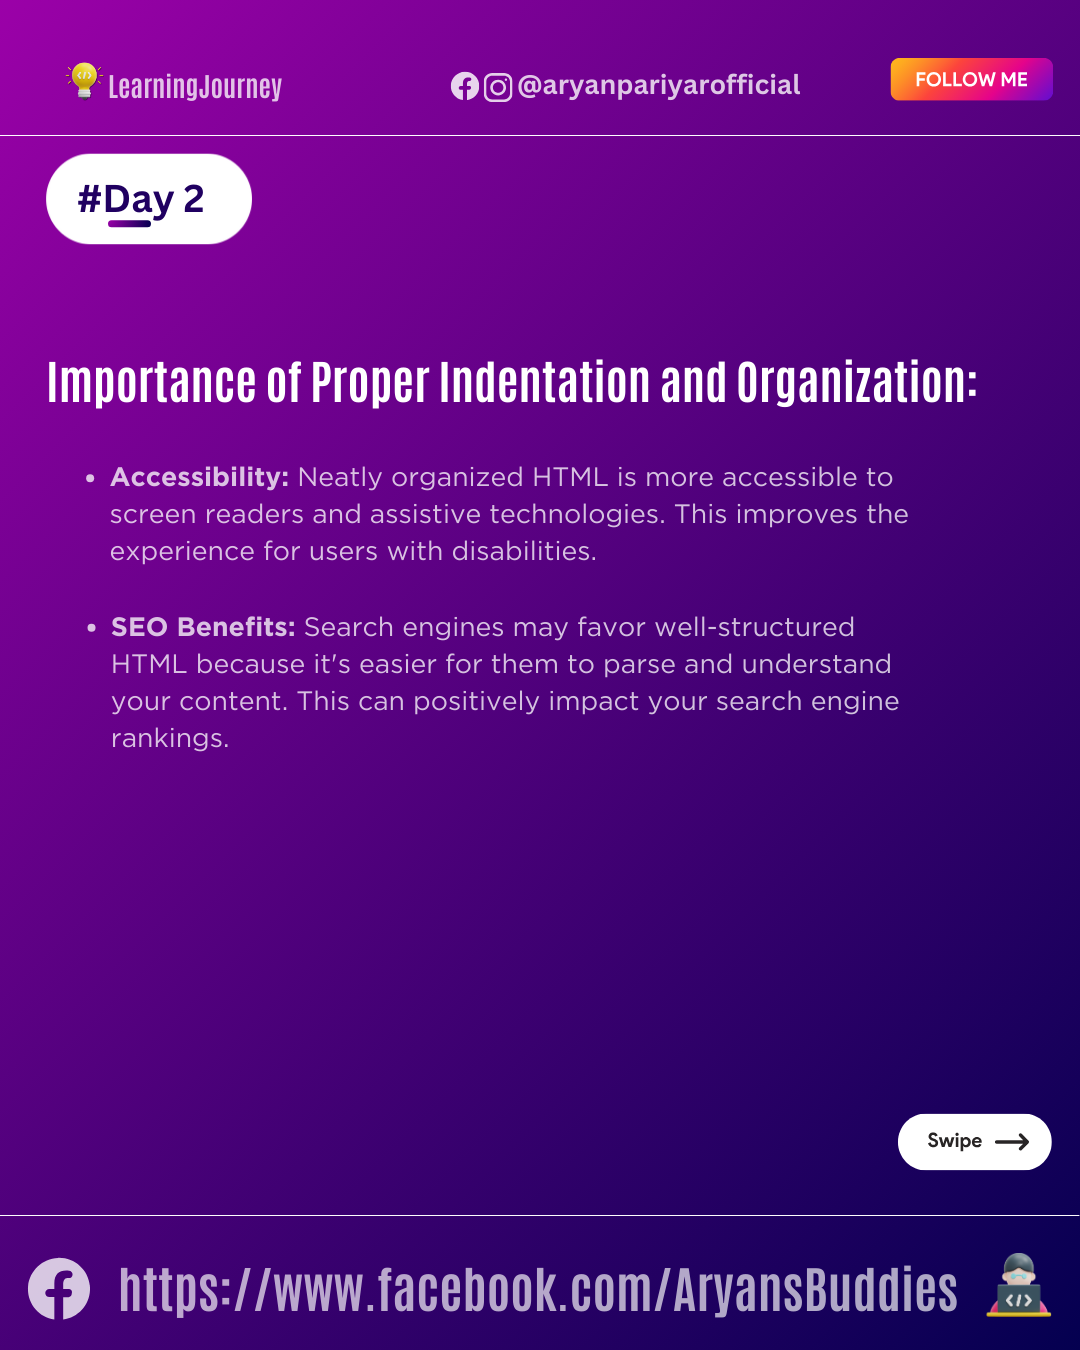 LearningJourney
@aryanpariyarofficial
FOLLOW ME
#Day 2
Importance of Proper Indentation and Organization:
• Accessibility: Neatly organized HTML is more accessible to
screen readers and assistive technologies. This improves the
experience for users with disabilities.
• SEO Benefits: Search engines may favor well-structured
HTML because it's easier for them to parse and understand
your content. This can positively impact your search engine
rankings.
Swipe
https://www.facebook.com/AryansBuddies